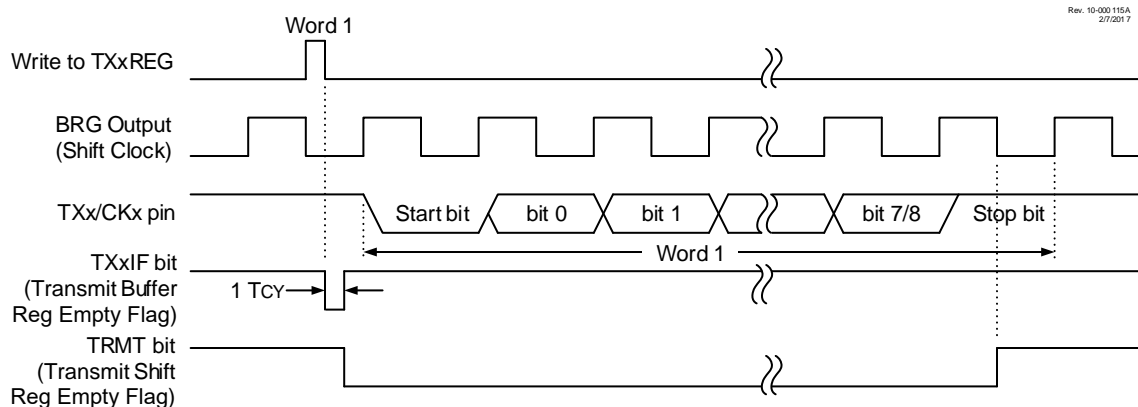 Rev. 10-000 115A
2/7/201 7
Word 1
Write to TXxREG
BRG Output
(Shift Clock)
TXx/CKx pin
Start bit
bit 0
bit 1
bit 7/8
Stop bit
Word 1
TXxIF bit
(Transmit Buffer
Reg Empty Flag)
1 TCY
TRMT bit
(Transmit Shift
Reg Empty Flag)